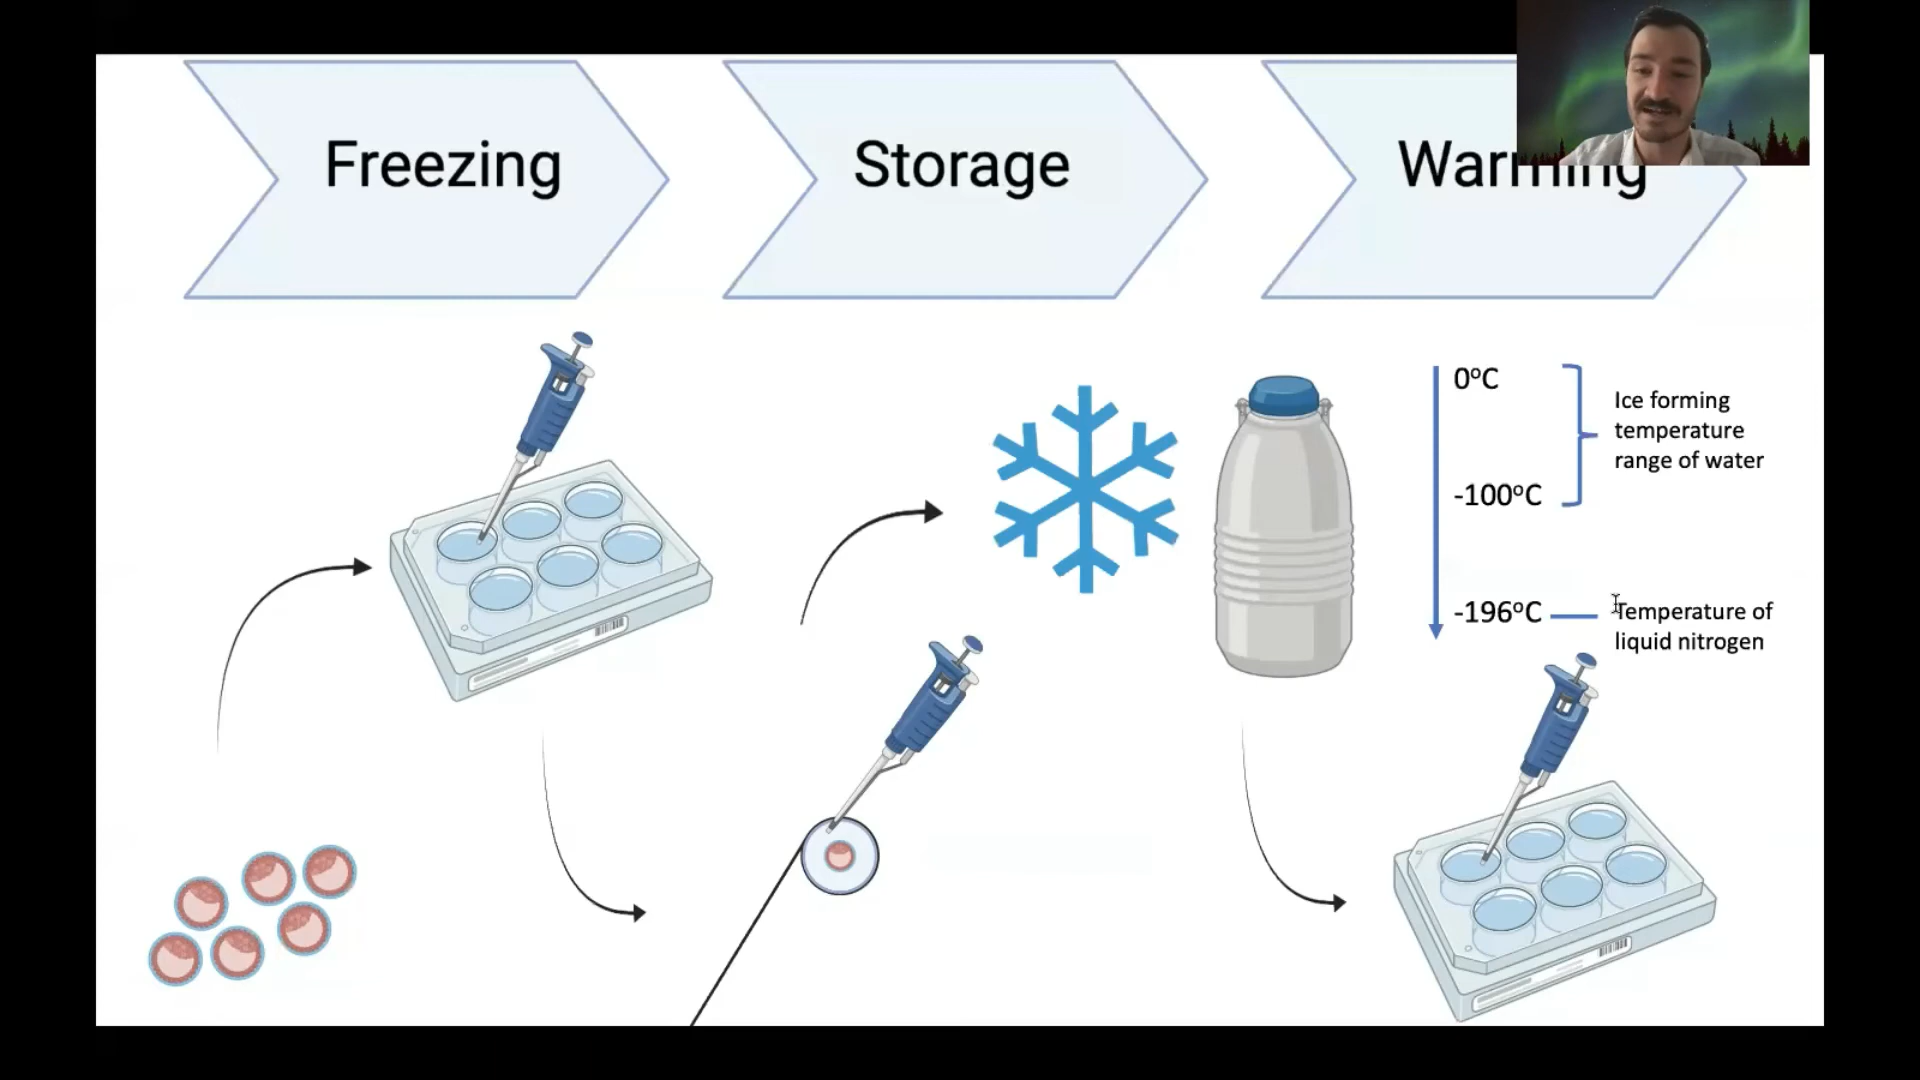 Freezing
Storage
Warming
0°C
-100°C
-196°C
Ice forming
temperature
range of water
Temperature of
liquid nitrogen